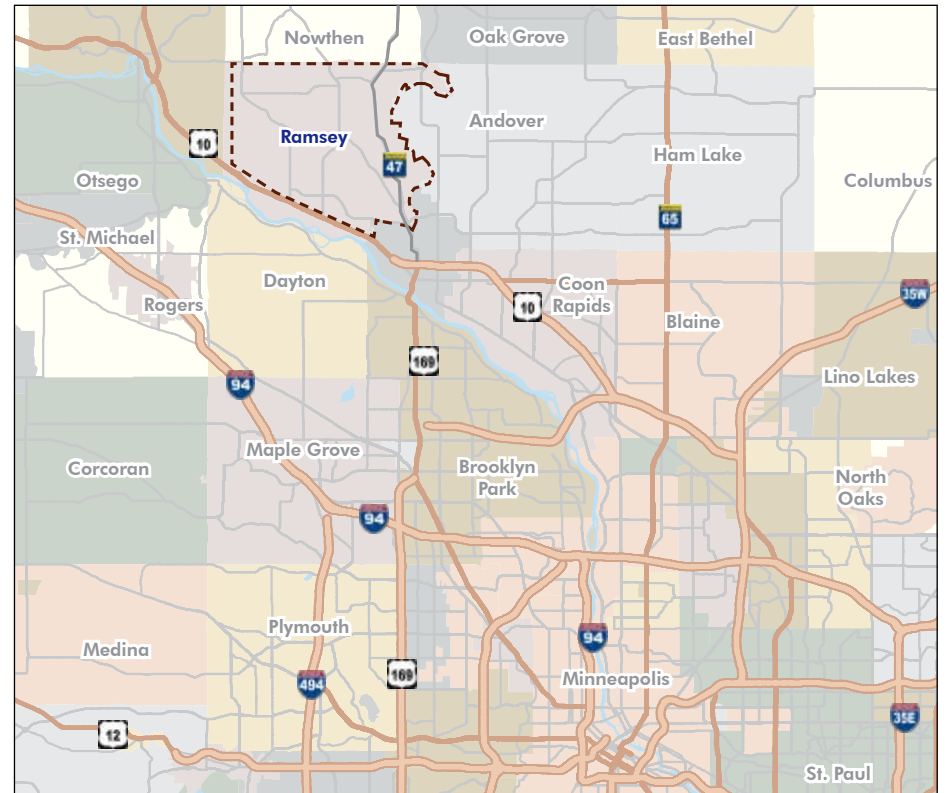 Nowthen
Oak Grove
East Bethel
Ramsey
Andover
10
Ham Lake
47
Otsego
Columbus
65
St. Michael
Dayton
Coon
Rapids
35W
Rogers
10
Blaine
169
94
Lino Lakes
Maple Grove
Corcoran
Brooklyn
Park
North
Oaks
94
Plymouth
94
Medina
169
Minneapolis
494
35E
12
St. Paul